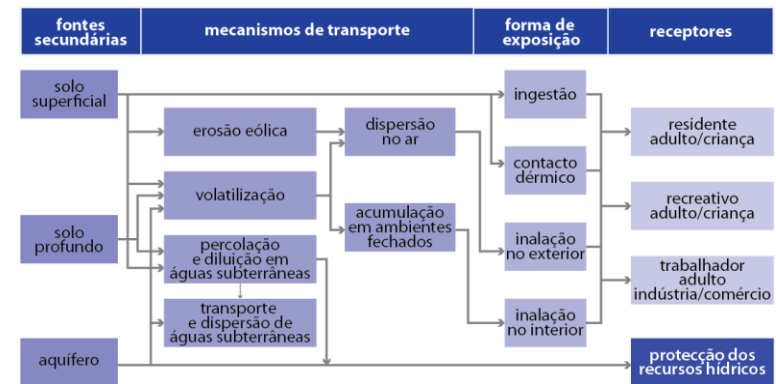 fontes
secundárias
mecanismos de transporte
forma de
exposição
receptores
solo
superficial
ingestão
erosão eólica
dispersão
no ar
residente
adulto/criança
contacto
dérmico
volatilização
recreativo
adulto/criança
acumulação
em ambientes
fechados
solo
profundo
percolação
e diluição em
águas subterrâneas
inalação
no exterior
trabalhador
adulto
indústria/comércio
transporte
e dispersão de
águas subterrâneas
inalação
no interior
aquífero
protecção dos
recursos hídricos